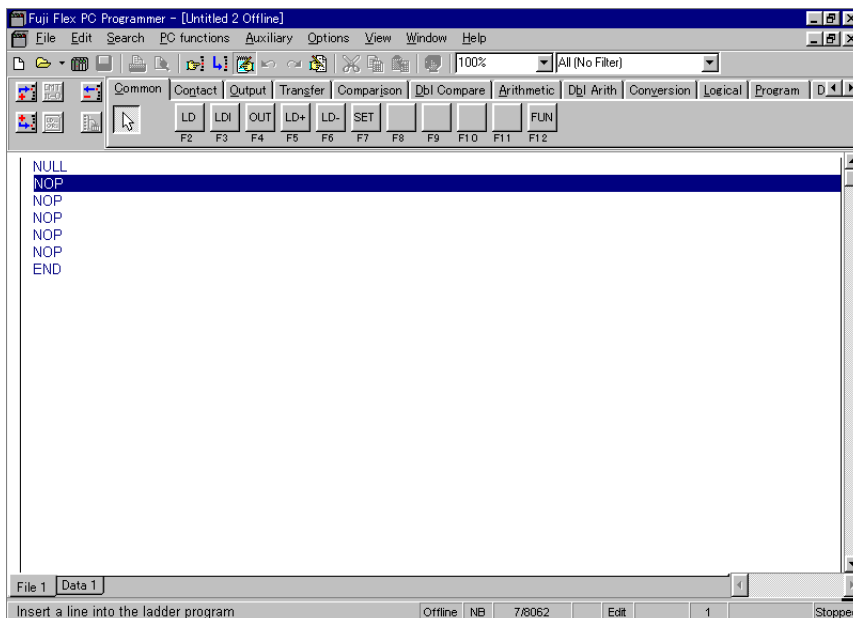 Fuji Flex PC Programmer - [Untitled 2 Offline]
File Edit Search PC functions Auxiliary Options View Window Help
100% All (No Filter)
Common Contact Output Transfer Comparison Dbl Compare Arithmetic Dbl Arith Conversion Logical Program D
LD LDI OUT LD+ LD- SET FUN
F2 F3 F4 F5 F6 F7 F8 F9 F10 F11 F12
NULL
NOP
NOP
NOP
NOP
NOP
END
File 1 Data 1
Insert a line into the ladder program Offline NB 7/8062 Edit 1 Stopped